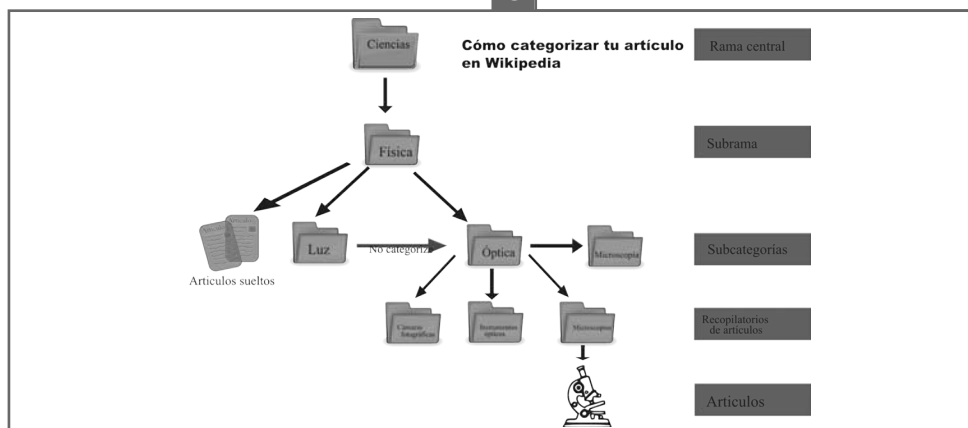 Ciencias
Cómo categorizar tu artículo
en Wikipedia
Rama central
Física
Subrama
Luz
No categoriza
Óptica
Microscopía
Subcategorías
Articulos sueltos
Cámaras
fotográficas
Instrumentos
ópticos
Microscopios
Recopilatorios
de artículos
Articulos